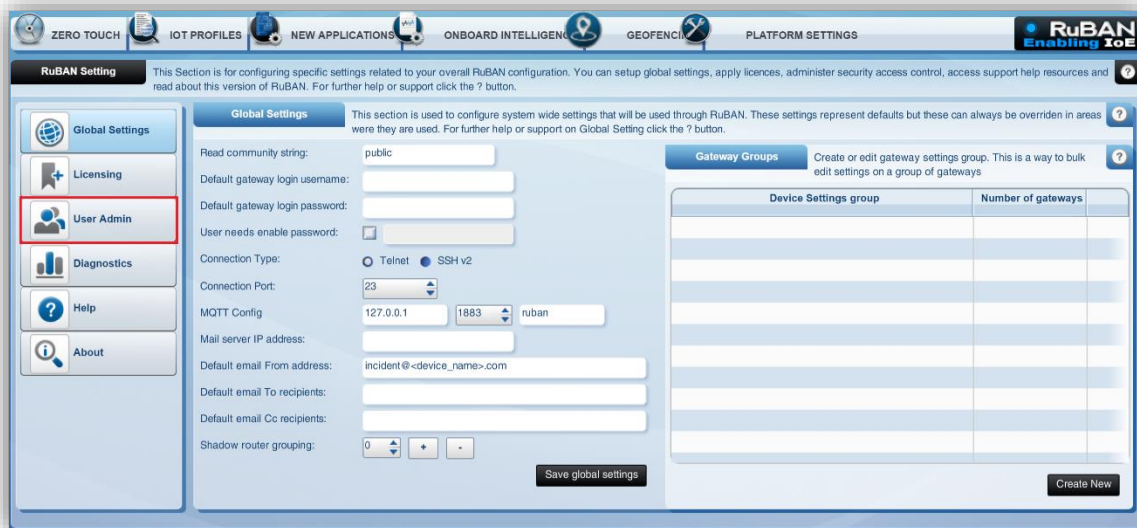 ZERO TOUCH
IOT PROFILES
NEW APPLICATIONS
ONBOARD INTELLIGENC
GEOFENCI
PLATFORM SETTINGS
RuBAN
Enabling IoE
RuBAN Setting
This Section is for configuring specific settings related to your overall RuBAN configuration. You can setup global settings, apply licences, administer security access control, access support help resources and
read about this version of RuBAN. For further help or support click the ? button.
?
Global Settings
Licensing
User Admin
Diagnostics
?
Help
About
Global Settings
This section is used to configure system wide settings that will be used through RuBAN. These settings represent defaults but these can always be overriden in areas
were they are used. For further help or support on Global Setting click the ? button.
?
Read community string:
public
Default gateway login username:
Default gateway login password:
User needs enable password:
Connection Type:
Telnet
SSH v2
Connection Port:
23
MQTT Config
127.0.0.1
1883
ruban
Mail server IP address:
Default email From address:
incident@<device_name>.com
Default email To recipients:
Default email Cc recipients:
Shadow router grouping:
0
+
-
Save global settings
Gateway Groups
Create or edit gateway settings group. This is a way to bulk
edit settings on a group of gateways
?
Device Settings group
Number of gateways
Create New